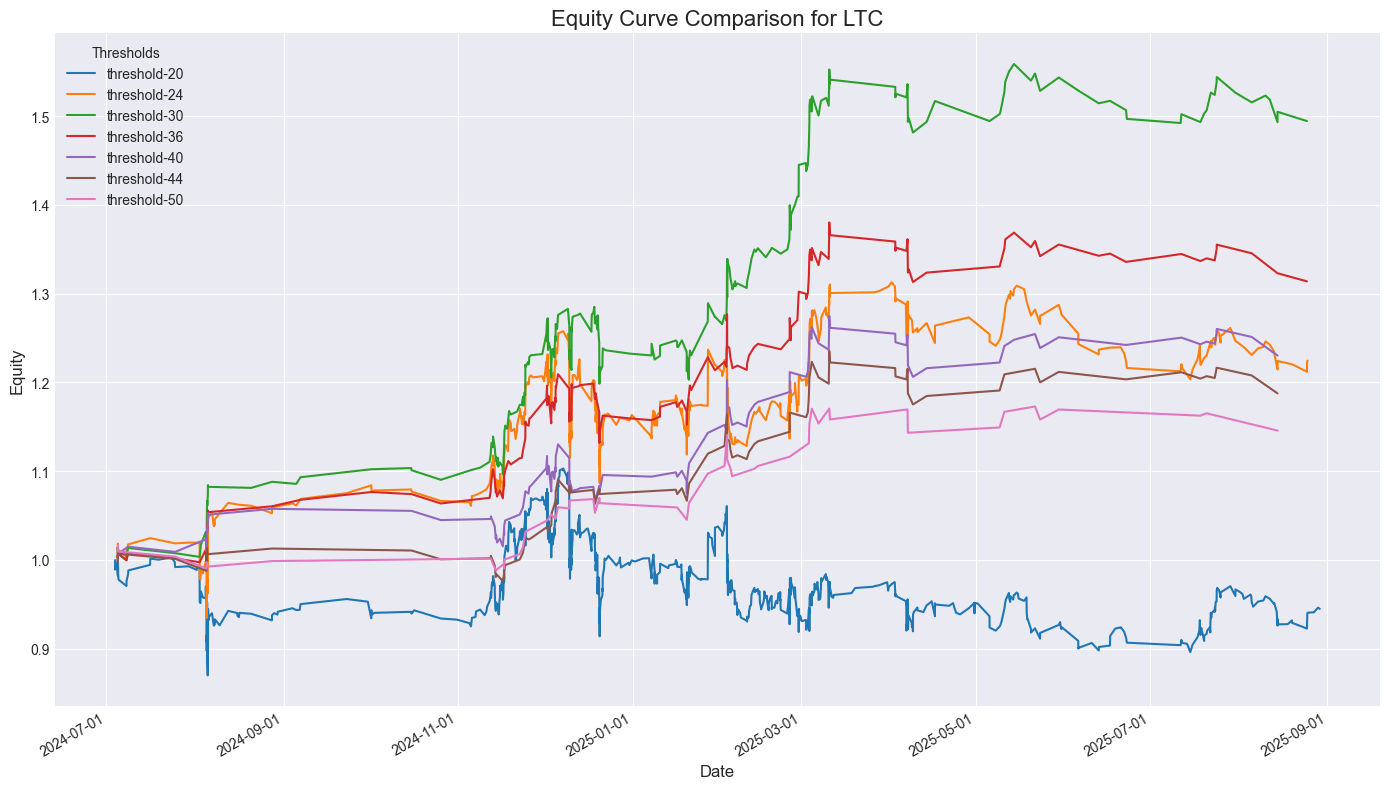 Equity Curve Comparison for LTC
Thresholds
threshold-20
threshold-24
threshold-30
threshold-36
threshold-40
threshold-44
threshold-50
Equity
1.5
1.4
1.3
1.2
1.1
1.0
0.9
2024-07-01
2024-09-01
2024-11-01
2025-01-01
2025-03-01
2025-05-01
2025-07-01
2025-09-01
Date